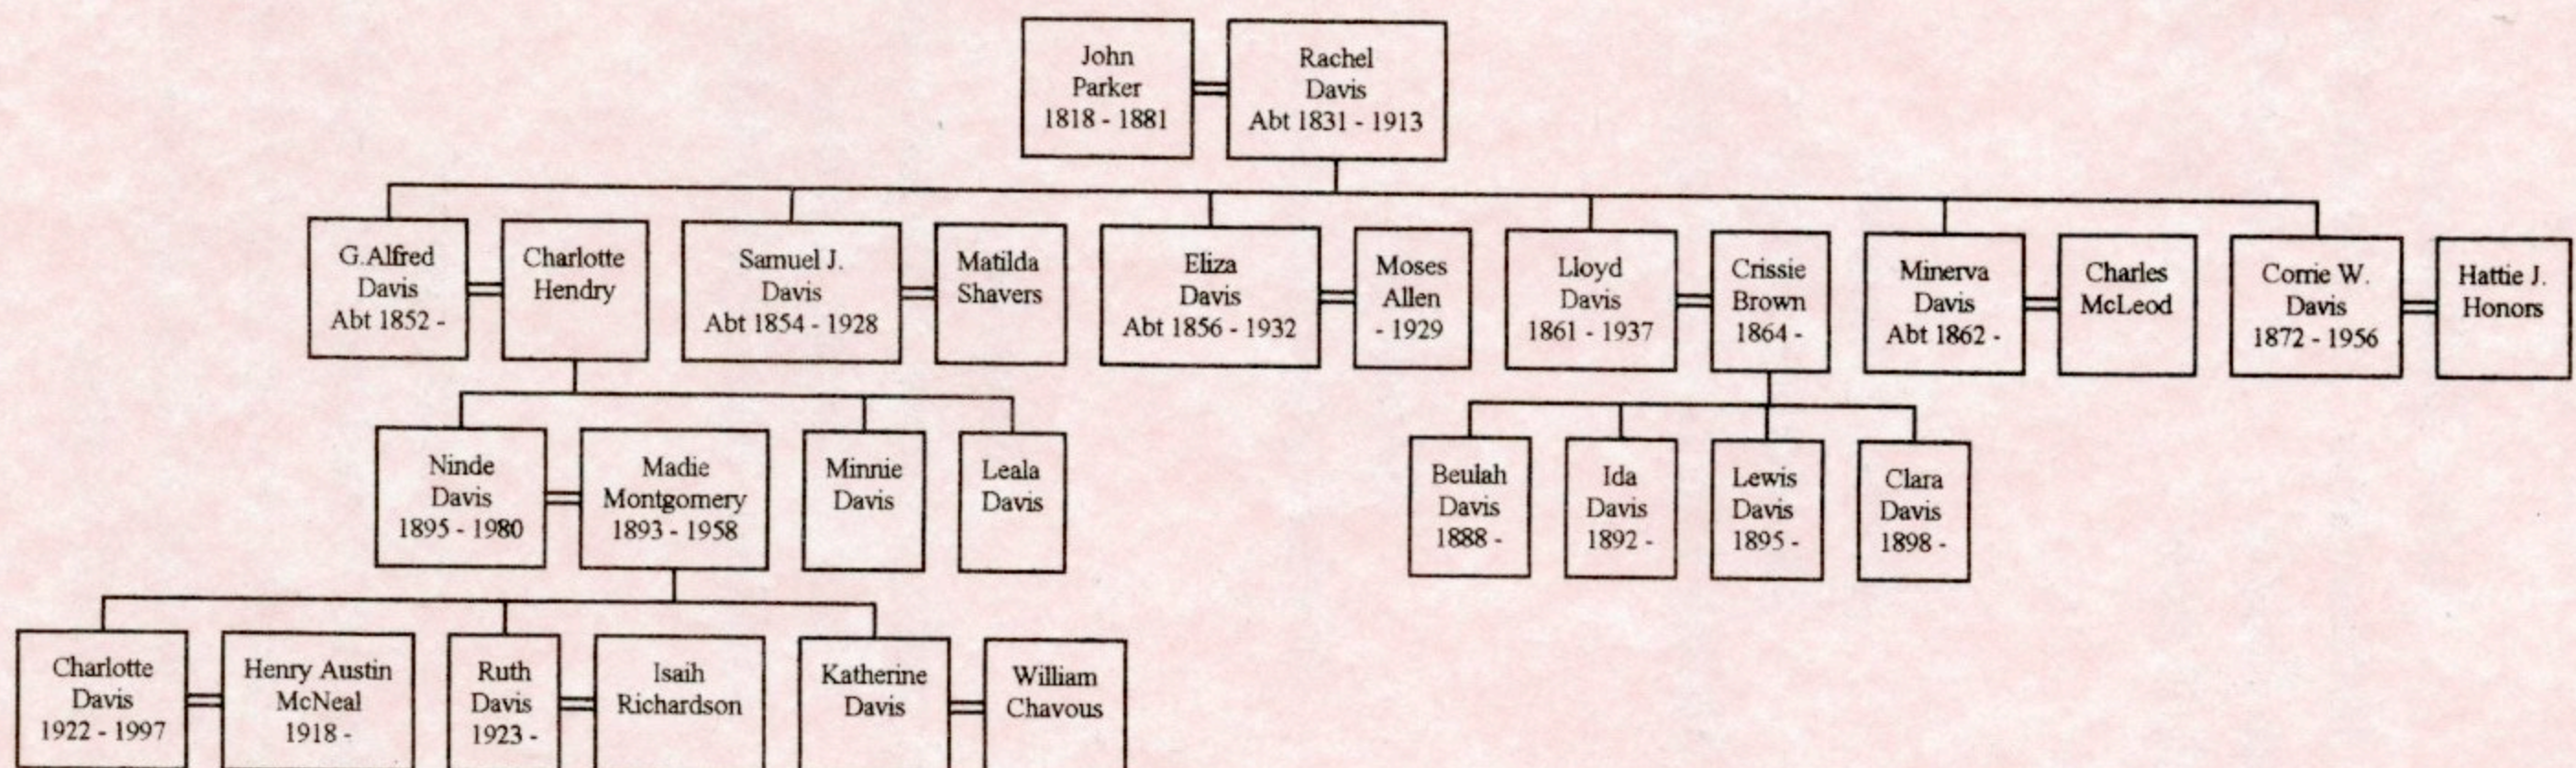 John
Parker
1818 - 1881
Rachel
Davis
Abt 1831 - 1913
G.Alfred
Davis
Abt 1852 -
Charlotte
Hendry
Samuel J.
Davis
Abt 1854 - 1928
Matilda
Shavers
Eliza
Davis
Abt 1856 - 1932
Moses
Allen
- 1929
Lloyd
Davis
1861 - 1937
Crissie
Brown
1864 -
Minerva
Davis
Abt 1862 -
Charles
McLeod
Corrie W.
Davis
1872 - 1956
Hattie J.
Honors
Ninde
Davis
1895 - 1980
Madie
Montgomery
1893 - 1958
Minnie
Davis
Leala
Davis
Beulah
Davis
1888 -
Ida
Davis
1892 -
Lewis
Davis
1895 -
Clara
Davis
1898 -
Charlotte
Davis
1922 - 1997
Henry Austin
McNeal
1918 -
Ruth
Davis
1923 -
Isaih
Richardson
Katherine
Davis
William
Chavous